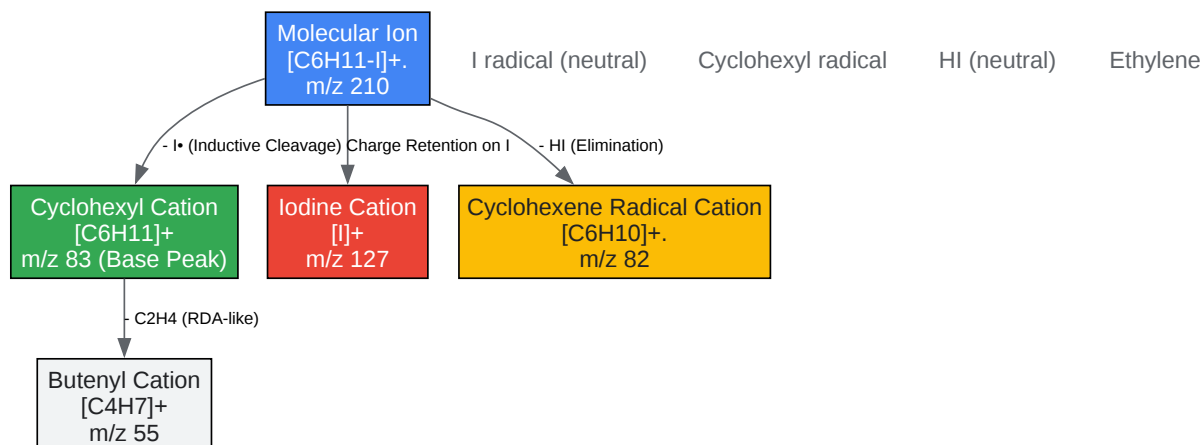 Molecular Ion
[C6H11-I]+.
m/z 210
I radical (neutral)
Cyclohexyl radical
HI (neutral)
Ethylene
- I• (Inductive Cleavage)
Charge Retention on I
- HI (Elimination)
Cyclohexyl Cation
[C6H11]+
m/z 83 (Base Peak)
Iodine Cation
[I]+
m/z 127
Cyclohexene Radical Cation
[C6H10]+.
m/z 82
- C2H4 (RDA-like)
Butenyl Cation
[C4H7]+
m/z 55